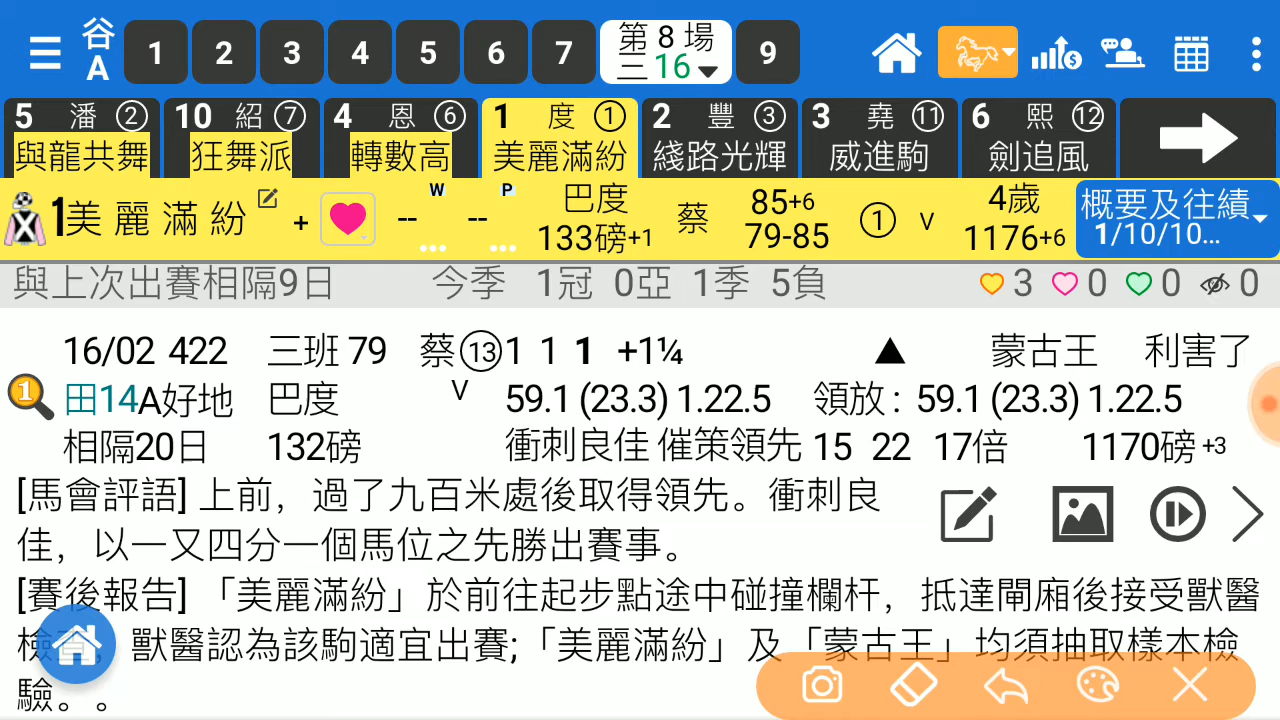 谷 A 1 2 3 4 5 6 7 第 8 場 三 16 9
5 潘 ② 10 紹 ⑦ 4 恩 ⑥ 1 度 ① 2 豐 ③ 3 堯 ⑪ 6 熙 ⑫
與龍共舞 狂舞派 轉數高 美麗滿紛 綫路光輝 威進駒 劍追風
1美麗滿紛 + -- W -- P 巴度 133磅+1 蔡 85+6 79-85 ① V 4歲 1176+6 概要及往績 1/10/10...
與上次出賽相隔9日 今季 1冠 0亞 1季 5負 3 0 0 0
16/02 422 三班 79 蔡⑬1 1 1 +1¼ ▲ 蒙古王 利害了
1 田14A好地 巴度 V 59.1 (23.3) 1.22.5 領放: 59.1 (23.3) 1.22.5
相隔20日 132磅 衝刺良佳 催策領先 15 22 17倍 1170磅 +3
[馬會評語] 上前，過了九百米處後取得領先。衝刺良
佳，以一又四分一個馬位之先勝出賽事。
[賽後報告] 「美麗滿紛」於前往起步點途中碰撞欄杆，抵達閘廂後接受獸醫
檢，獸醫認為該駒適宜出賽;「美麗滿紛」及「蒙古王」均須抽取樣本檢
驗。。